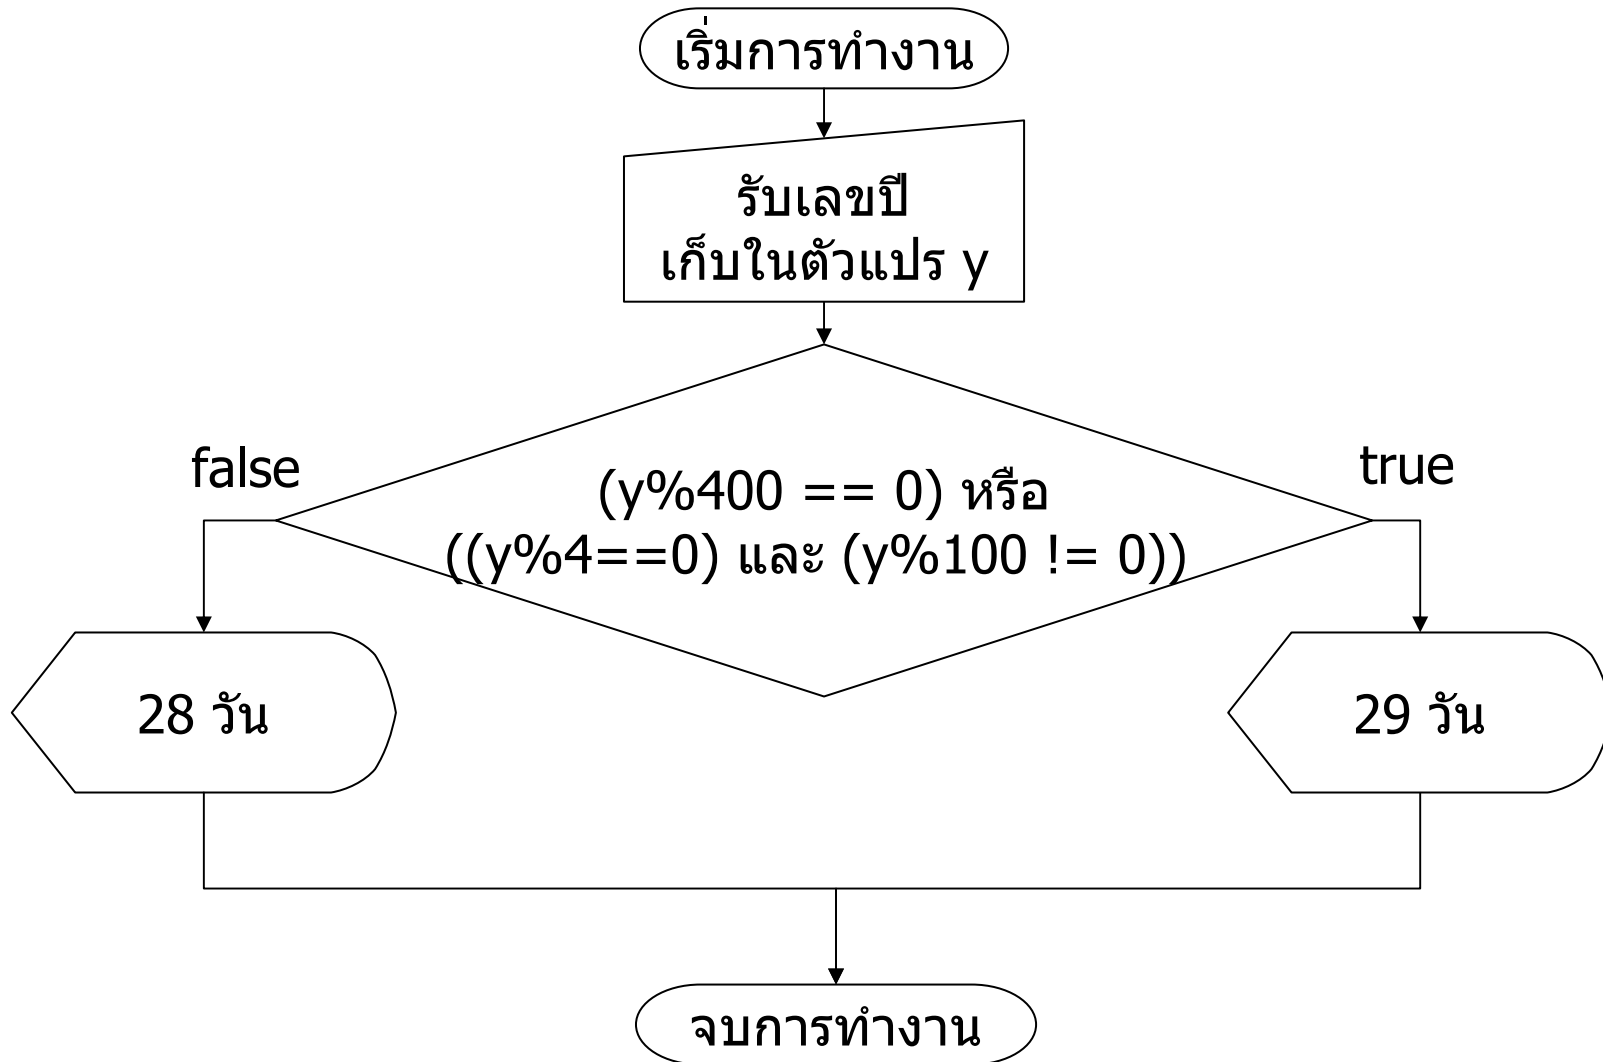 เริ่มการทำงาน
รับเลขปี
เก็บในตัวแปร y
false
true
(y%400 == 0) หรือ
((y%4==0) และ (y%100 != 0))
28 วัน
29 วัน
จบการทำงาน